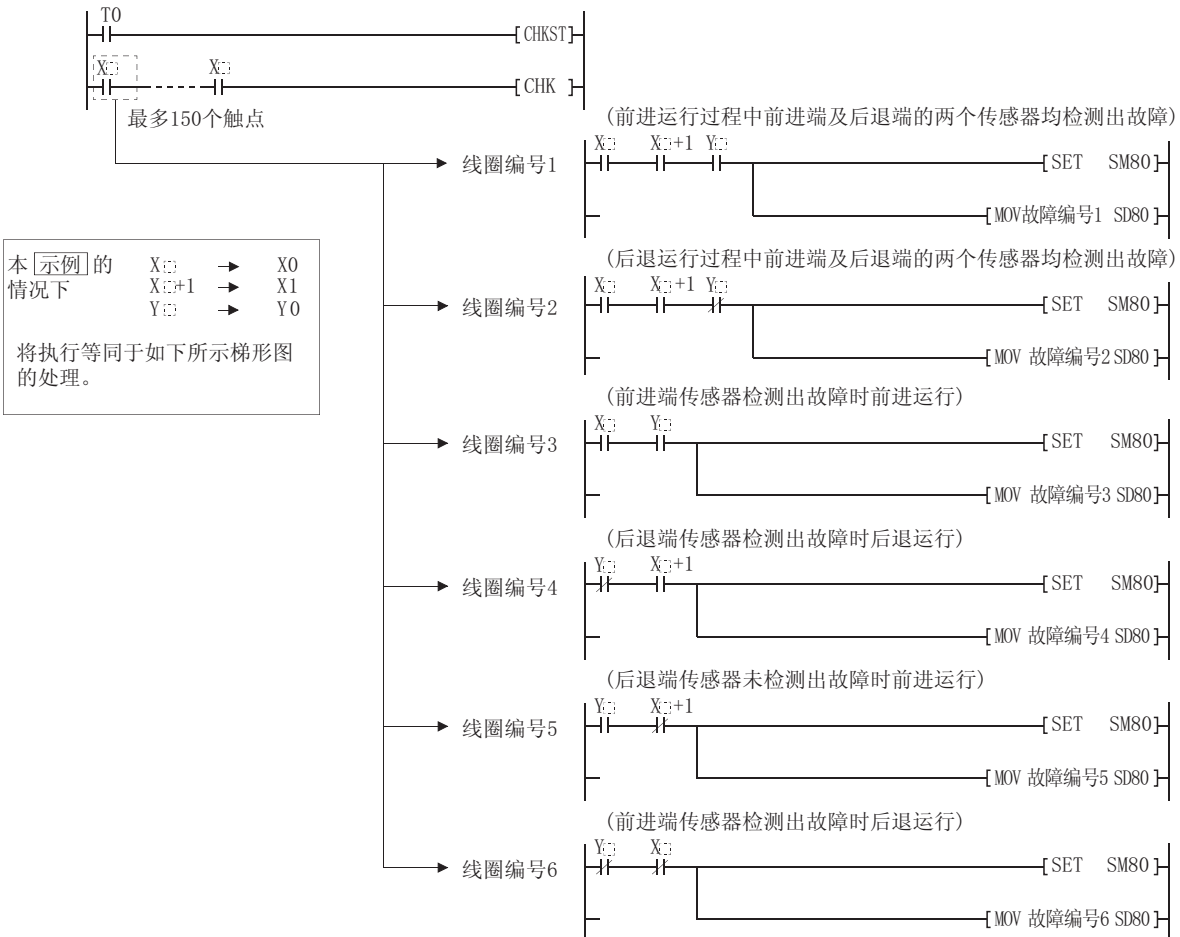 T0
[ CHKST ]
X X
[ CHK ]
最多150个触点
(前进运行过程中前进端及后退端的两个传感器均检测出故障)
线圈编号1
X X +1 Y
[ SET SM80 ]
[ MOV故障编号1 SD80 ]
本 示例 的
情况下
X → X0
X +1 → X1
Y → Y0
将执行等同于如下所示梯形图
的处理。
(后退运行过程中前进端及后退端的两个传感器均检测出故障)
线圈编号2
X X +1 Y
[ SET SM80 ]
[ MOV 故障编号2 SD80 ]
(前进端传感器检测出故障时前进运行)
线圈编号3
X Y
[ SET SM80 ]
[ MOV 故障编号3 SD80 ]
(后退端传感器检测出故障时后退运行)
线圈编号4
Y X +1
[ SET SM80 ]
[ MOV 故障编号4 SD80 ]
(后退端传感器未检测出故障时前进运行)
线圈编号5
Y X +1
[ SET SM80 ]
[ MOV 故障编号5 SD80 ]
(前进端传感器检测出故障时后退运行)
线圈编号6
Y X
[ SET SM80 ]
[ MOV 故障编号6 SD80 ]